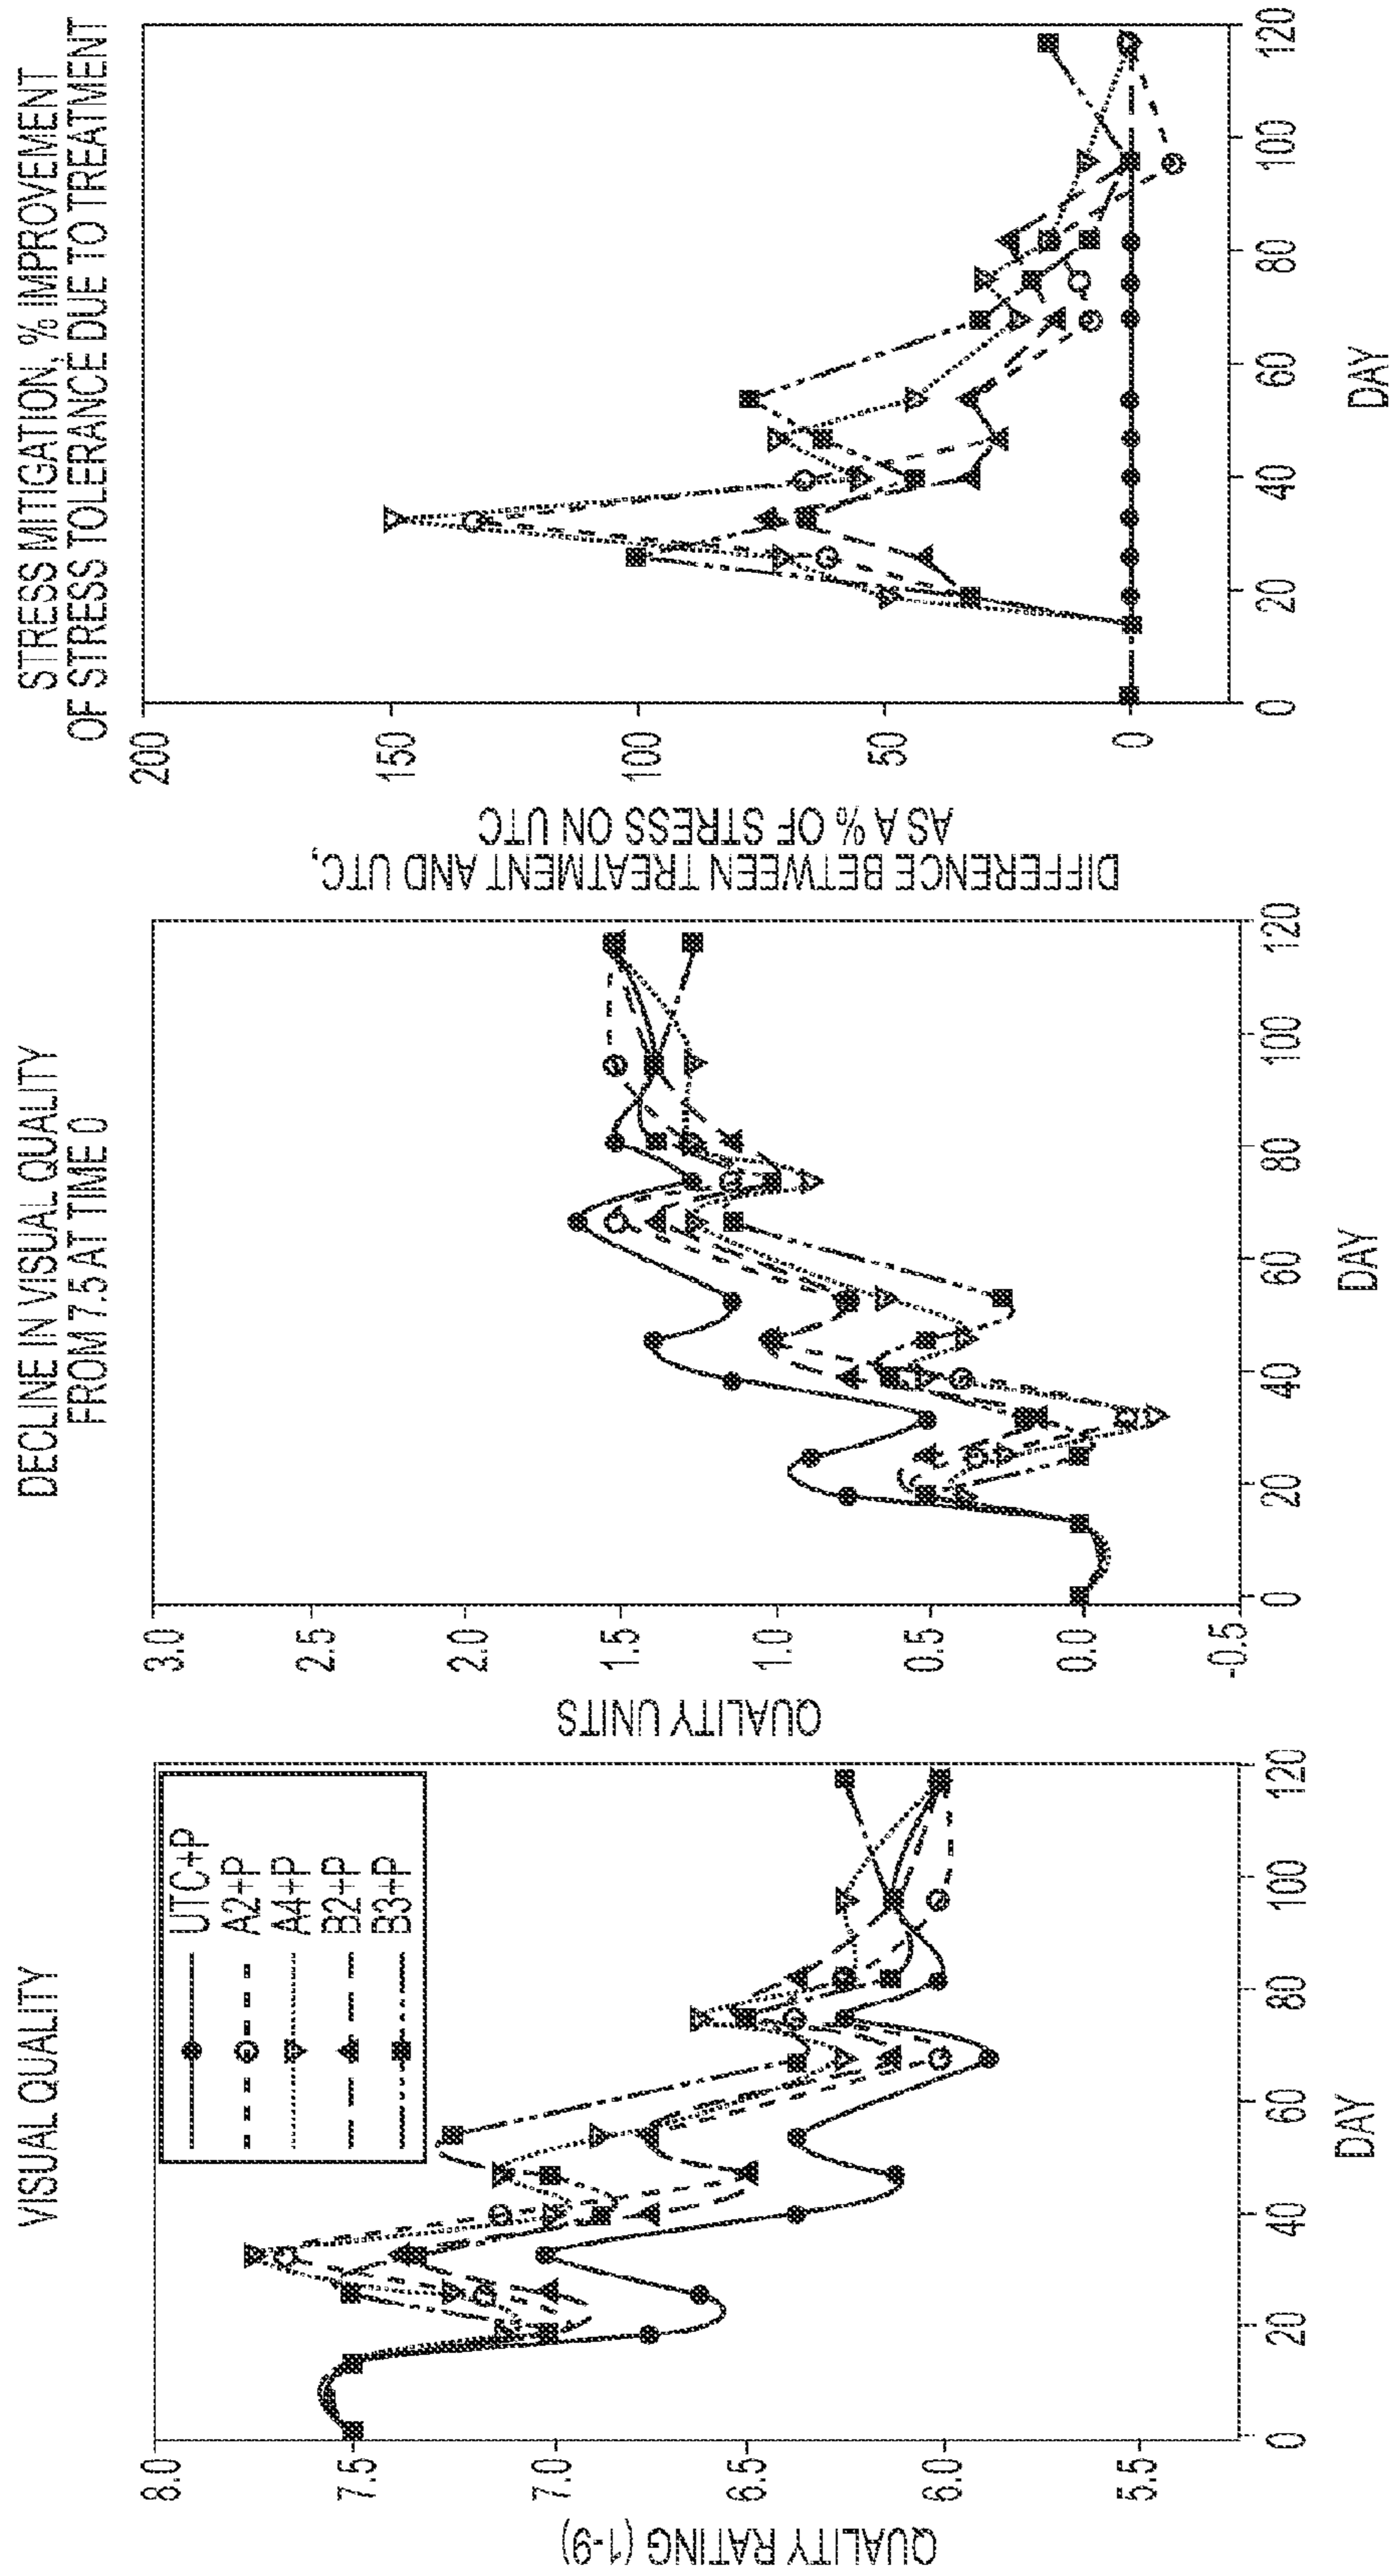 VISUAL QUALITY
QUALITY RATING (1-9)
8.0
7.5
7.0
6.5
6.0
5.5
0
20
40
60
80
100
120
DAY
UTC+P
A2+P
A4+P
B2+P
B3+P
DECLINE IN VISUAL QUALITY
FROM 7.5 AT TIME 0
QUALITY UNITS
3.0
2.5
2.0
1.5
1.0
0.5
0.0
-0.5
0
20
40
60
80
100
120
DAY
STRESS MITIGATION, % IMPROVEMENT
OF STRESS TOLERANCE DUE TO TREATMENT
DIFFERENCE BETWEEN TREATMENT AND UTC,
AS A % OF STRESS ON UTC
200
150
100
50
0
0
20
40
60
80
100
120
DAY